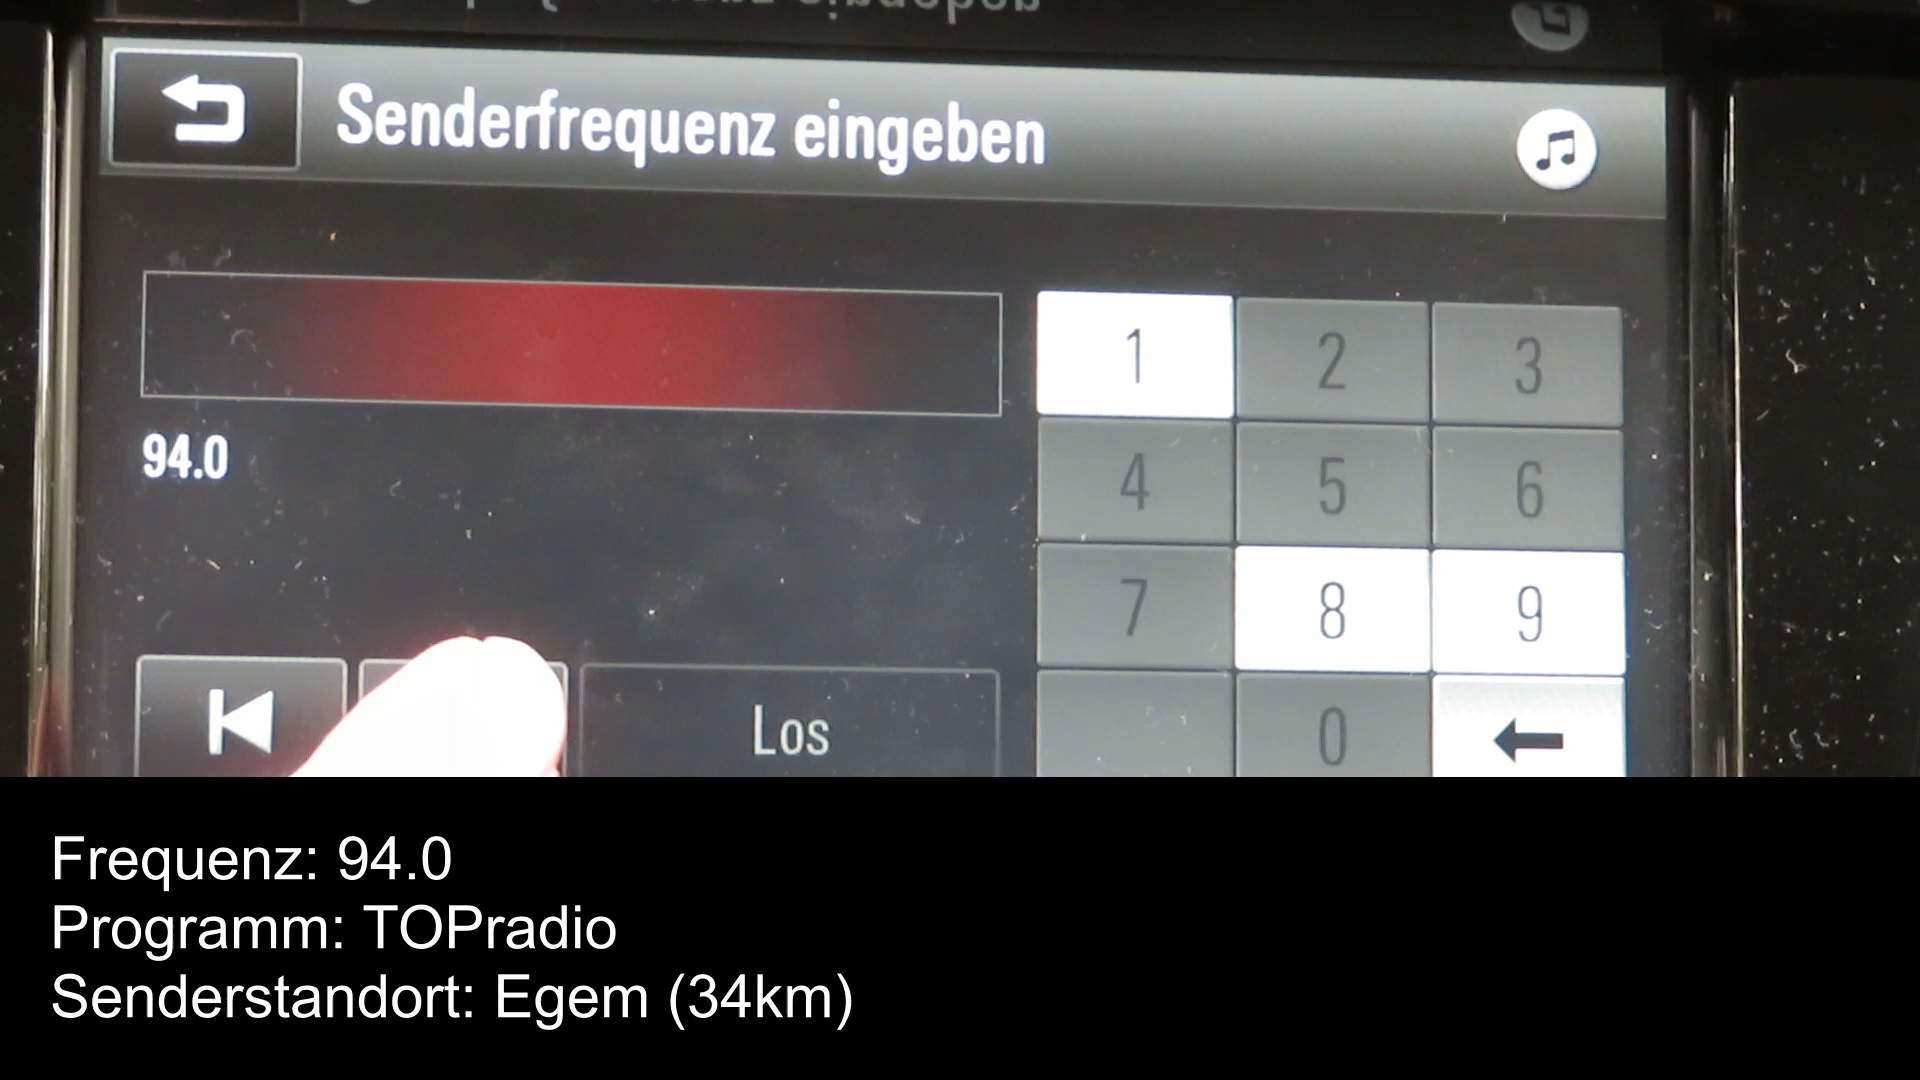 Senderfrequenz eingeben
1 2 3
94.0
4 5 6
7 8 9
Los
0
Frequenz: 94.0
Programm: TOPradio
Senderstandort: Egem (34km)